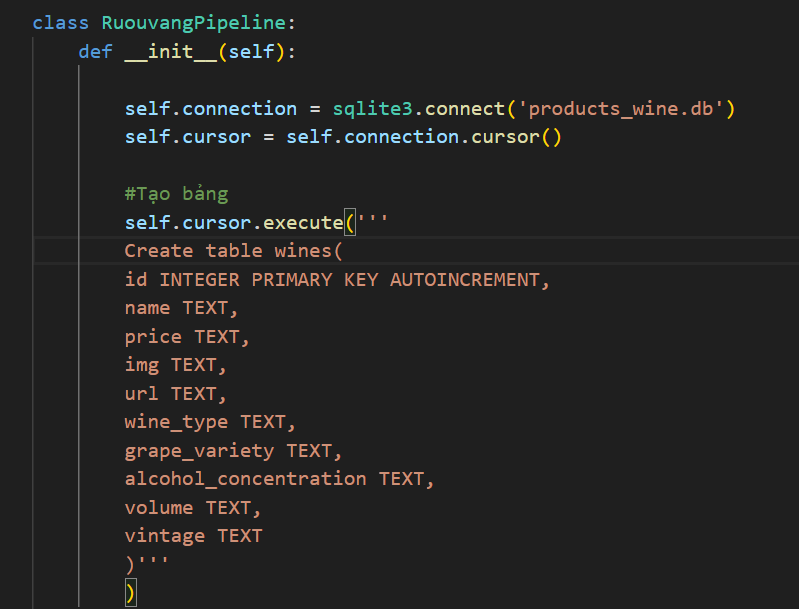 class RuouvangPipeline:
def __init__(self):
self.connection = sqlite3.connect('products_wine.db')
self.cursor = self.connection.cursor()
#Tạo bảng
self.cursor.execute('''
Create table wines(
id INTEGER PRIMARY KEY AUTOINCREMENT,
name TEXT,
price TEXT,
img TEXT,
url TEXT,
wine_type TEXT,
grape_variety TEXT,
alcohol_concentration TEXT,
volume TEXT,
vintage TEXT
)'''
)